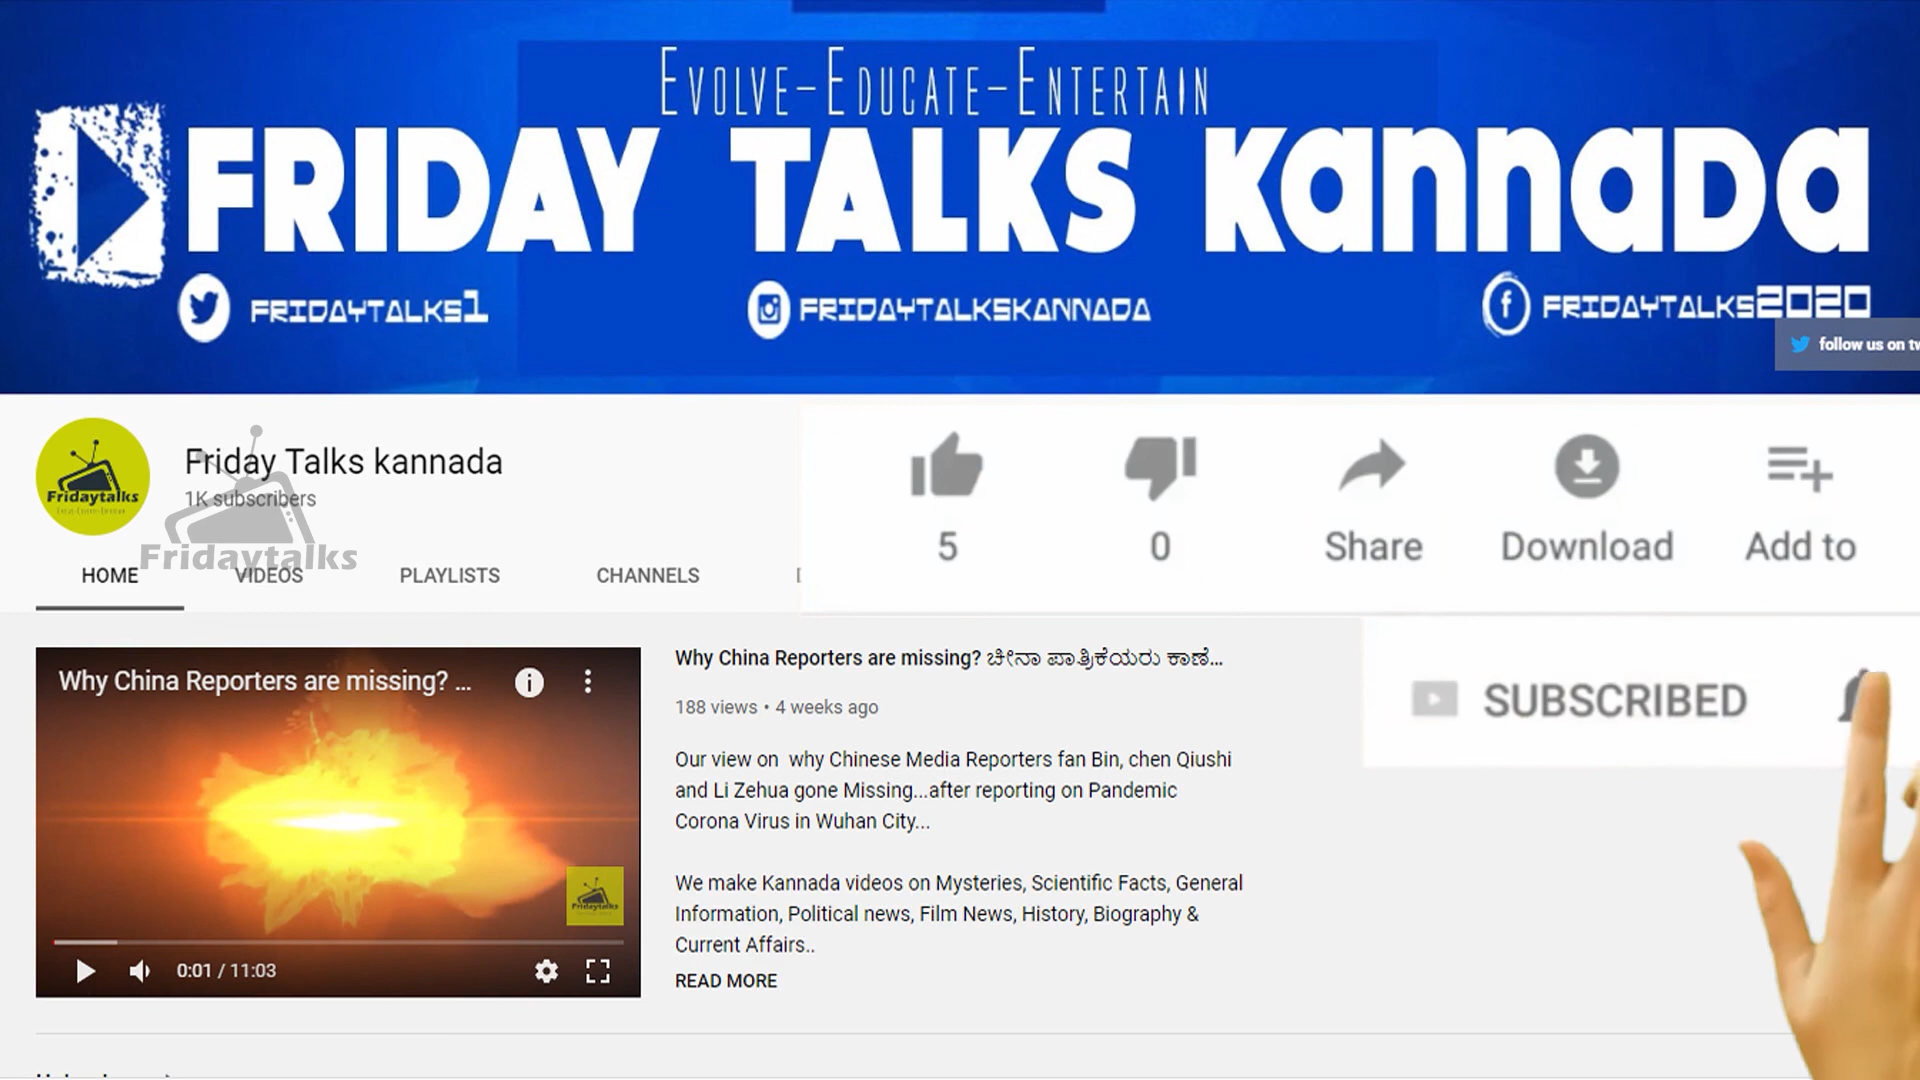 Evolve-Educate-Entertain
FRIDAY TALKS Kannada
FRIDAYTALKS1
FRIDAYTALKSKANNADA
FRIDAYTALKS2020
follow us on tw
Friday Talks kannada
1K subscribers
Fridaytalks
Fridaytalks
HOME VIDEOS PLAYLISTS CHANNELS
5 0 Share Download Add to
SUBSCRIBED
Why China Reporters are missing? ...
0:01 / 11:03
Fridaytalks
Why China Reporters are missing? ಚೀನಾ ಪಾತ್ರಿಕೆಯರು ಕಾಣೆ...
188 views • 4 weeks ago
Our view on why Chinese Media Reporters fan Bin, chen Qiushi
and Li Zehua gone Missing...after reporting on Pandemic
Corona Virus in Wuhan City...
We make Kannada videos on Mysteries, Scientific Facts, General
Information, Political news, Film News, History, Biography &
Current Affairs..
READ MORE